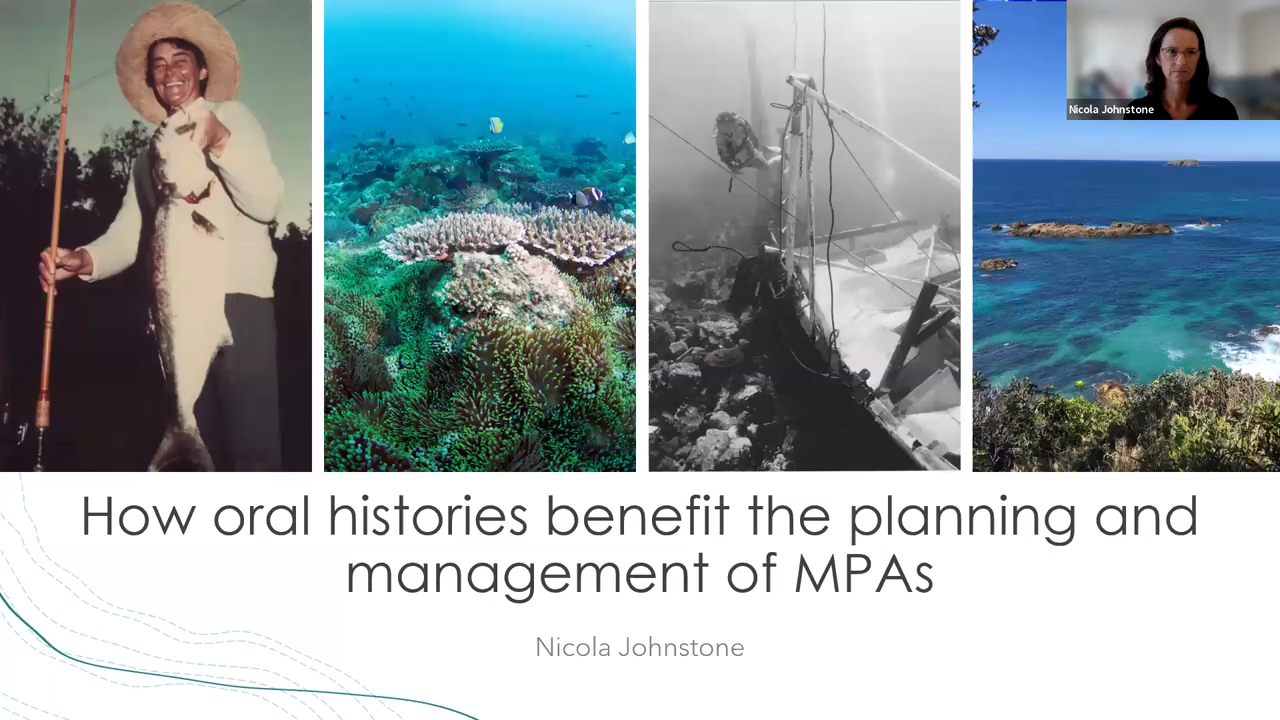 Nicola Johnstone
How oral histories benefit the planning and
management of MPAs
Nicola Johnstone